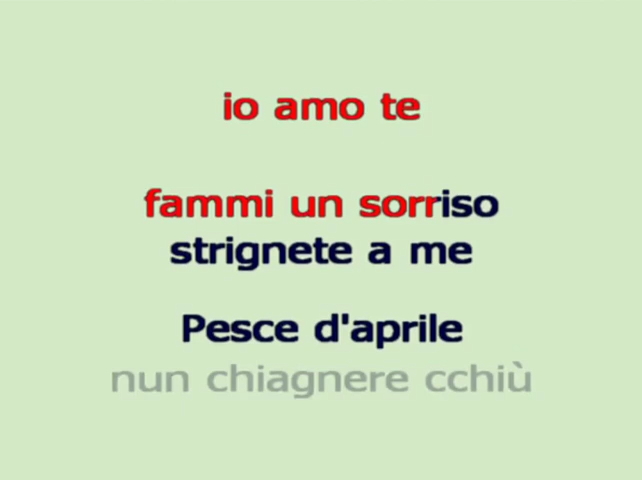 io amo te
fammi un sorriso
strignete a me
Pesce d'aprile
nun chiagnere cchiù